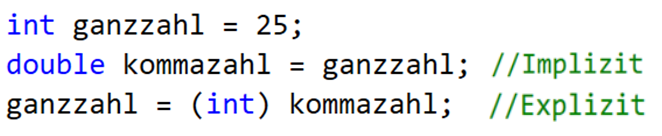 int ganzzahl = 25;
double kommazahl = ganzzahl; //Implizit
ganzzahl = (int) kommazahl; //Explizit